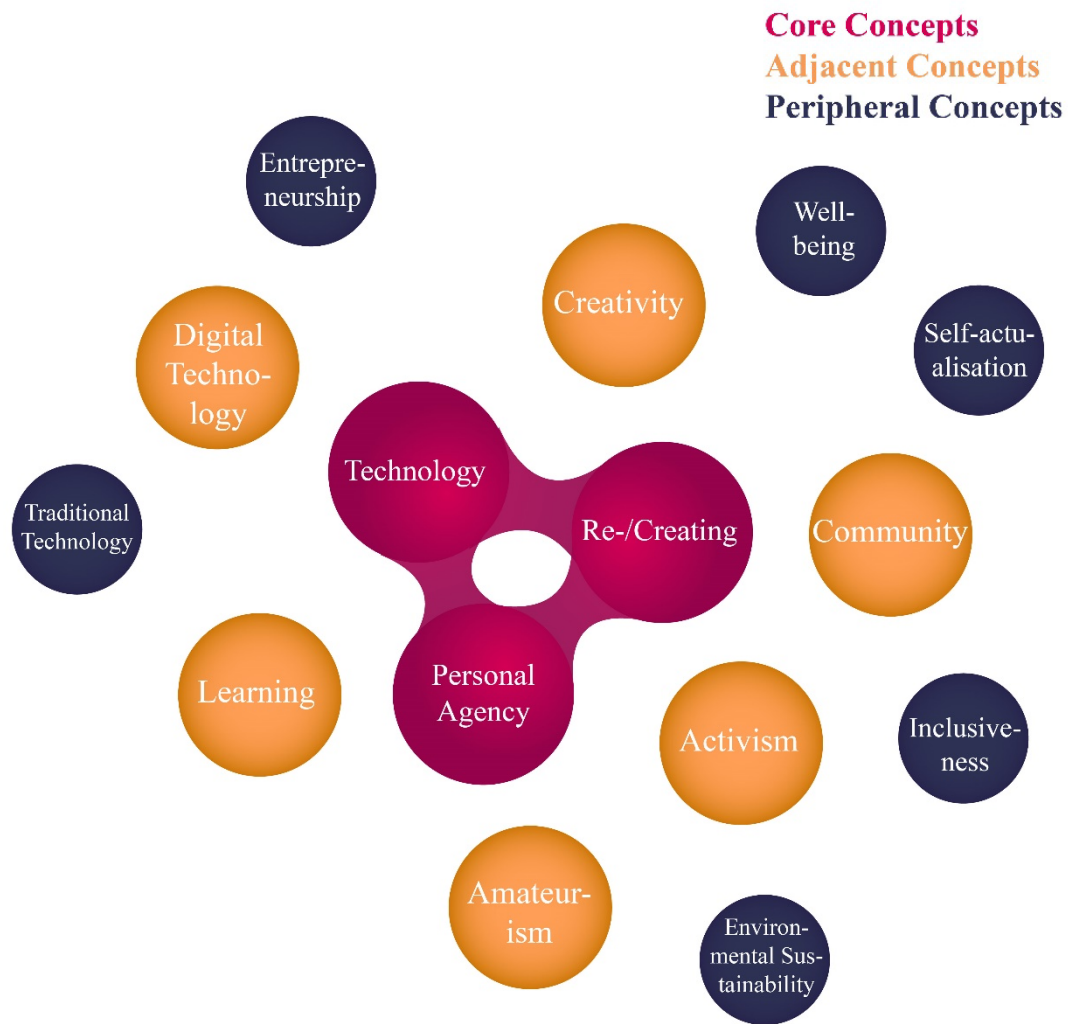 Core Concepts
Adjacent Concepts
Peripheral Concepts
Entrepre-
neurship
Well-
being
Creativity
Digital
Techno-
logy
Self-actu-
alisation
Technology
Traditional
Technology
Re-/Creating
Community
Learning
Personal
Agency
Activism
Inclusive-
ness
Amateur-
ism
Environ-
mental Sus-
tainability